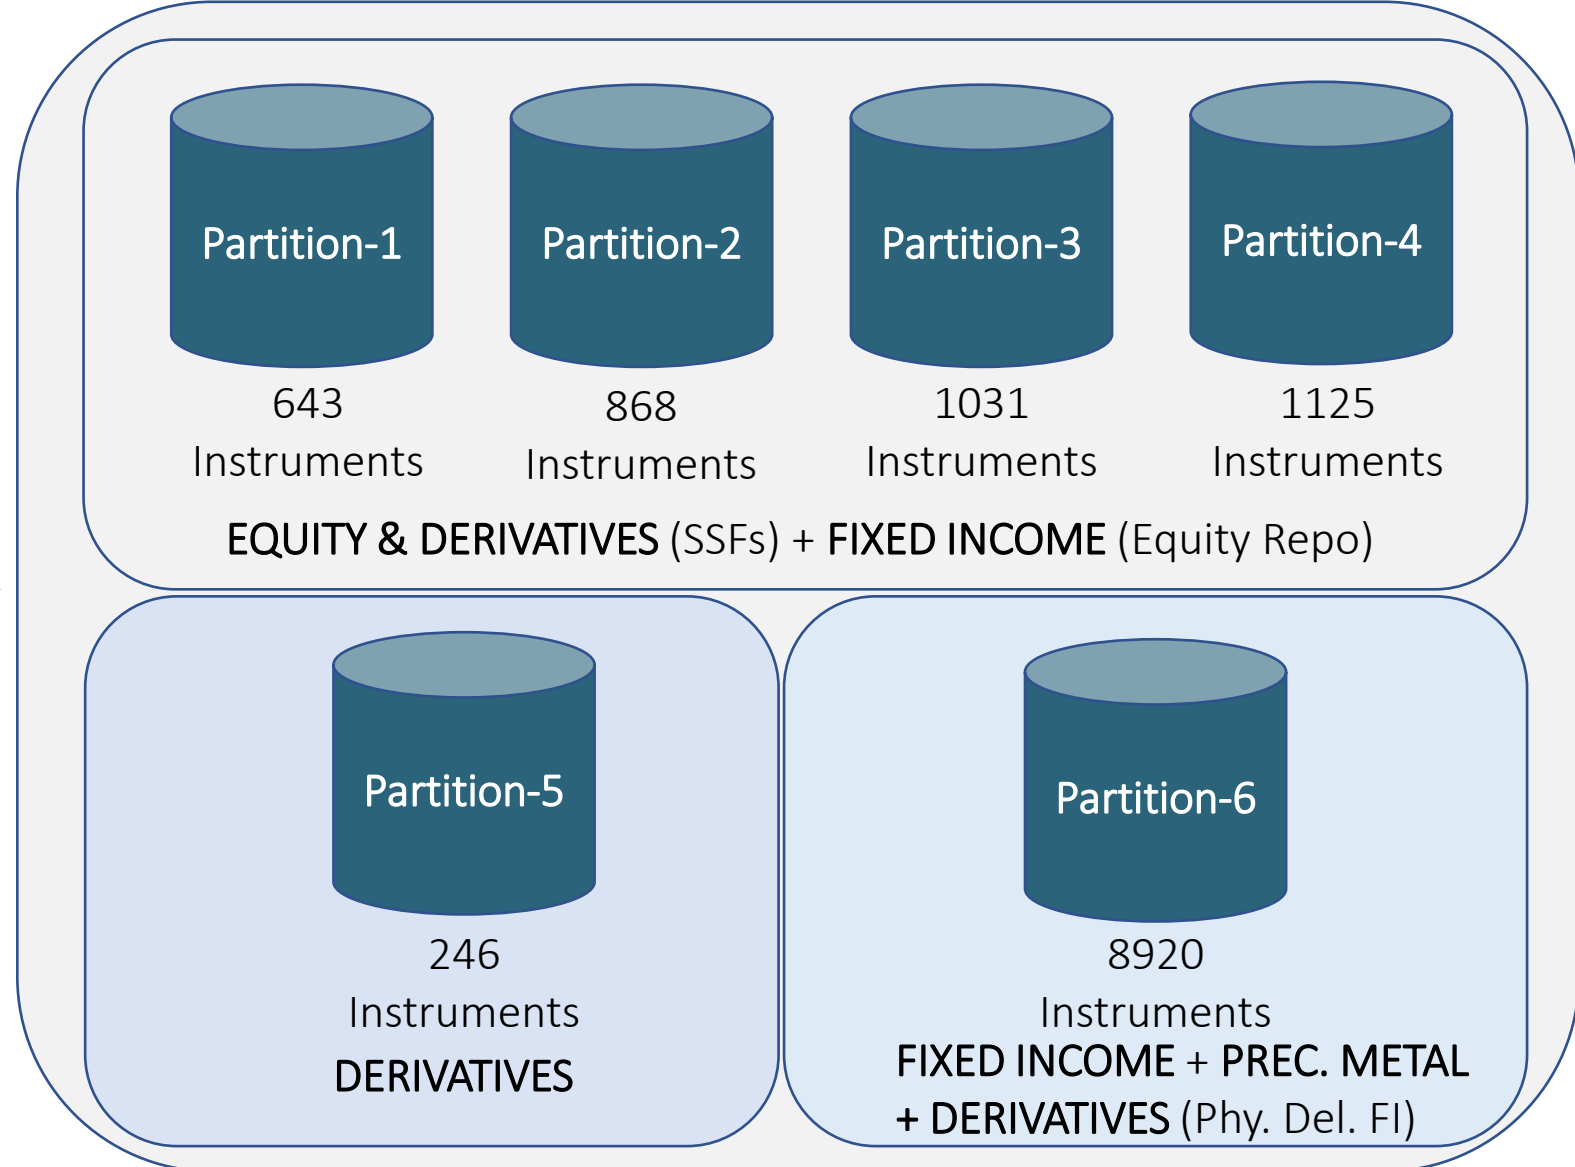 Partition-1
Partition-2
Partition-3
Partition-4
643
Instruments
868
Instruments
1031
Instruments
1125
Instruments
EQUITY & DERIVATIVES (SSFs) + FIXED INCOME (Equity Repo)
Partition-5
246
Instruments
DERIVATIVES
Partition-6
8920
Instruments
FIXED INCOME + PREC. METAL
+ DERIVATIVES (Phy. Del. FI)